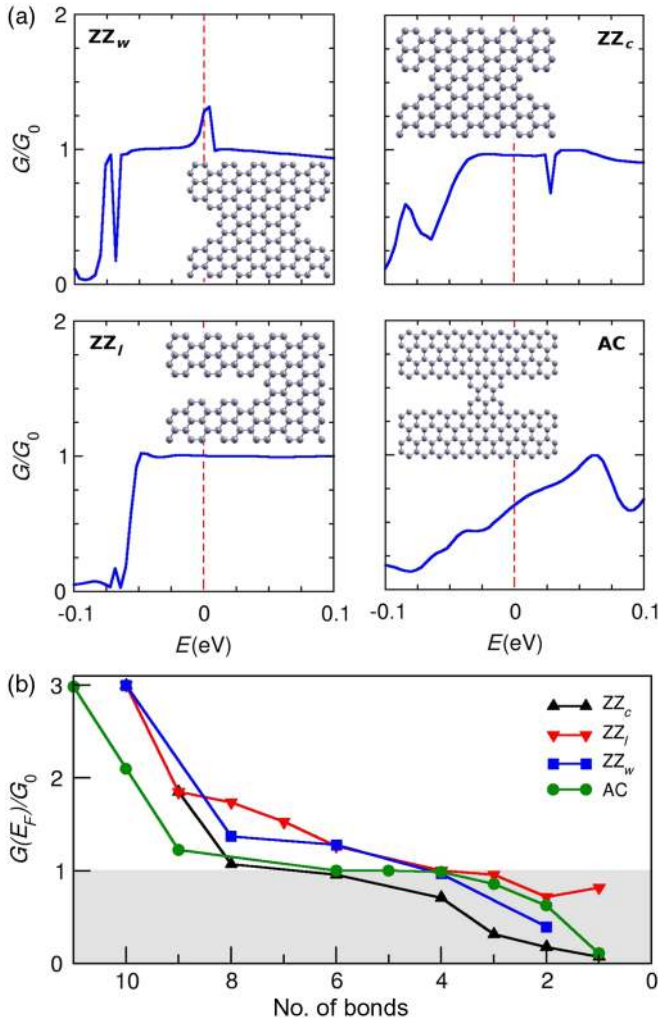 (a)
2
ZZw
ZZc
G/G0
1
0
2
ZZl
AC
G/G0
1
0
-0.1 0 0.1 -0.1 0 0.1
E(eV) E(eV)
(b)
3
ZZc
ZZl
ZZw
AC
G(EF)/G0
2
1
0
10 8 6 4 2 0
No. of bonds